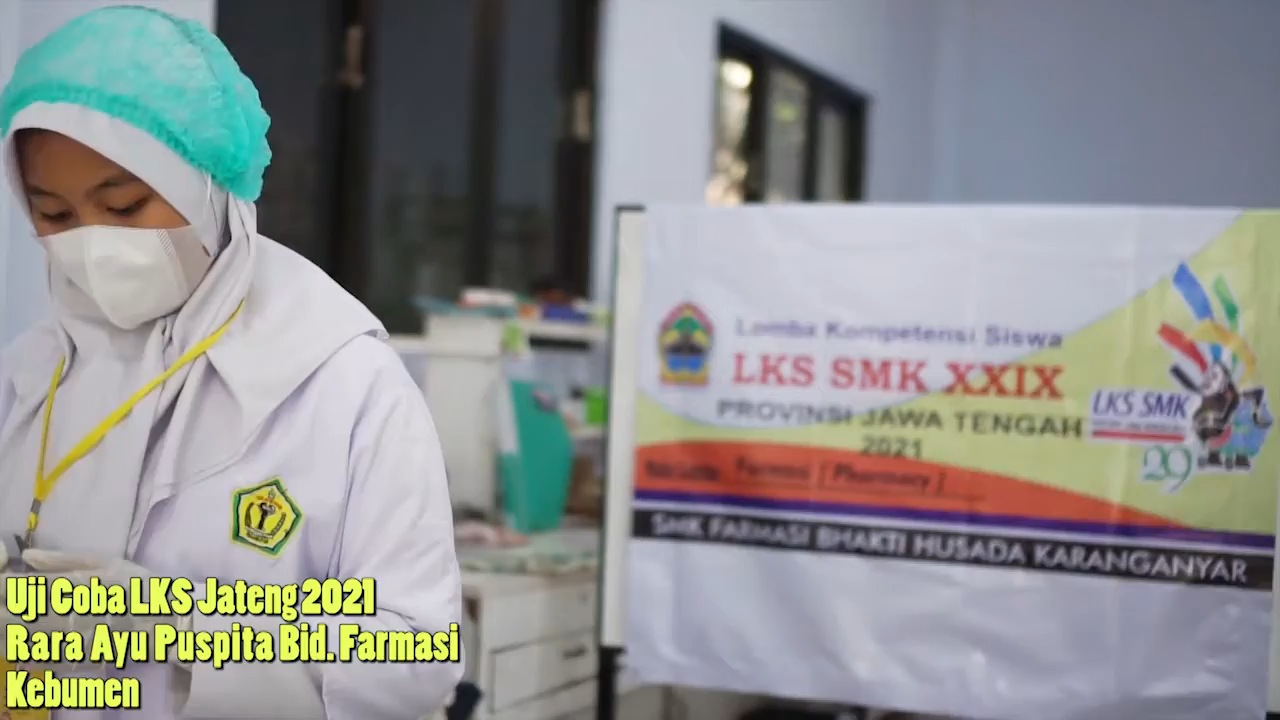 Lomba Kompetensi Siswa
LKS SMK XXIX
PROVINSI JAWA TENGAH
2021
Farmasi ( Pharmacy )
SMK FARMASI BHAKTI HUSADA KARANGANYAR
LKS SMK
29
Uji Coba LKS Jateng 2021
Rara Ayu Puspita Bid. Farmasi
Kebumen